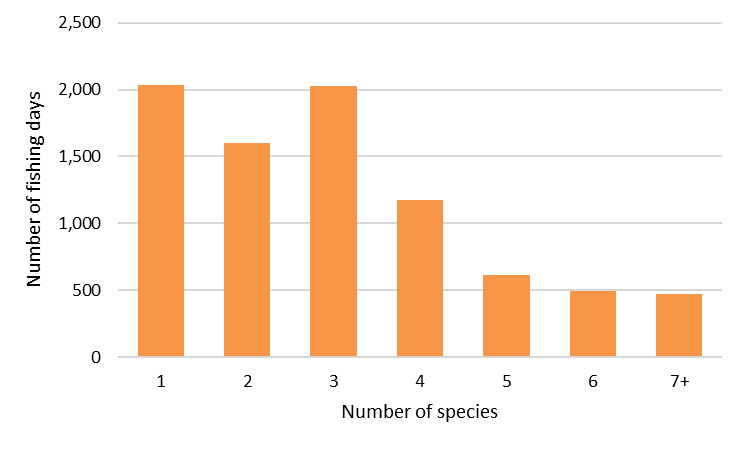 2,500
2,000
1,500
1,000
500
0
Number of fishing days
1 2 3 4 5 6 7+
Number of species